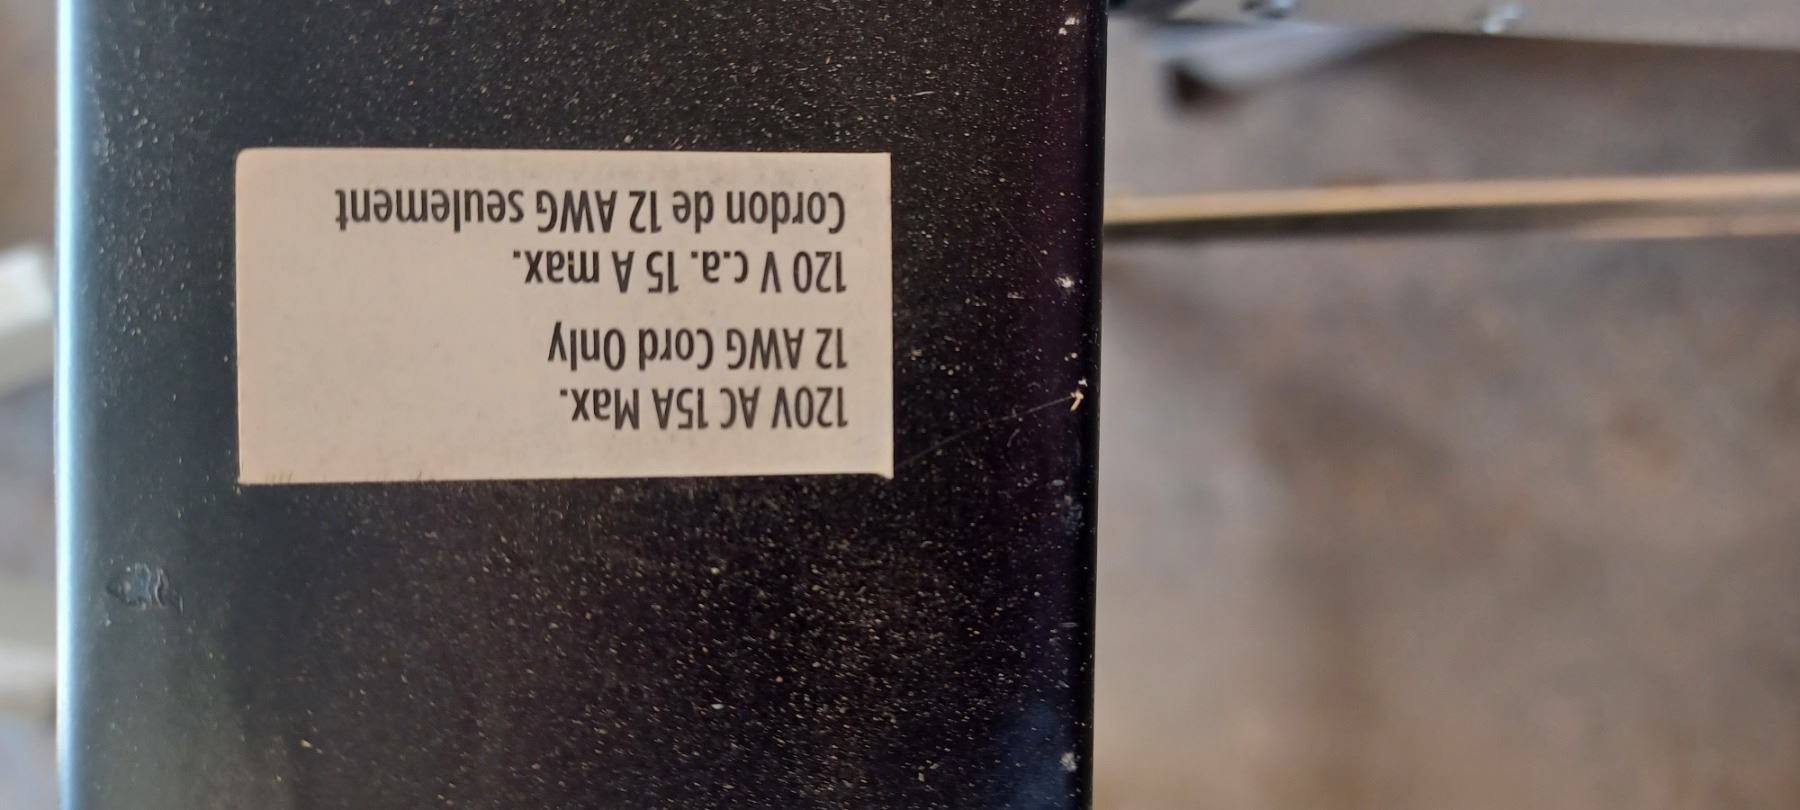 120V AC 15A Max.
12 AWG Cord Only
120 V c.a. 15 A max.
Cordon de 12 AWG seulement